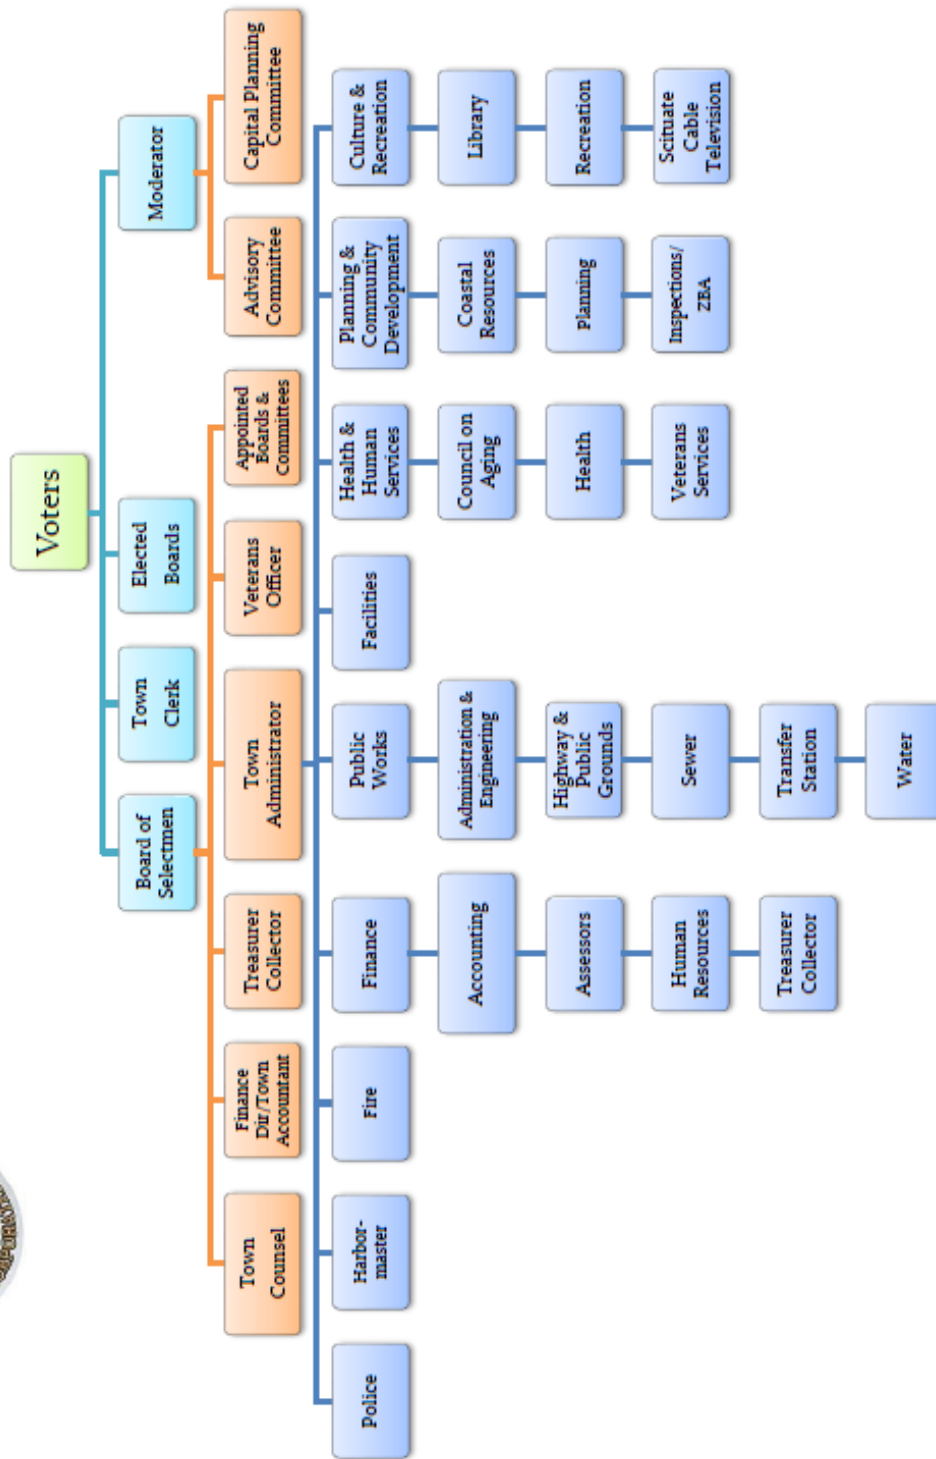 Voters
Board of
Selectmen
Town
Clerk
Elected
Boards
Moderator
Town
Counsel
Finance
Dir/Town
Accountant
Treasurer
Collector
Town
Administrator
Veterans
Officer
Appointed
Boards &
Committees
Advisory
Committee
Capital Planning
Committee
Police
Harbor-
master
Fire
Finance
Accounting
Assessors
Human
Resources
Treasurer
Collector
Public
Works
Administration &
Engineering
Highway &
Public
Grounds
Sewer
Transfer
Station
Water
Facilities
Health &
Human
Services
Council on
Aging
Health
Veterans
Services
Planning &
Community
Development
Coastal
Resources
Planning
Inspections/
ZBA
Culture &
Recreation
Library
Recreation
Scituate
Cable
Television